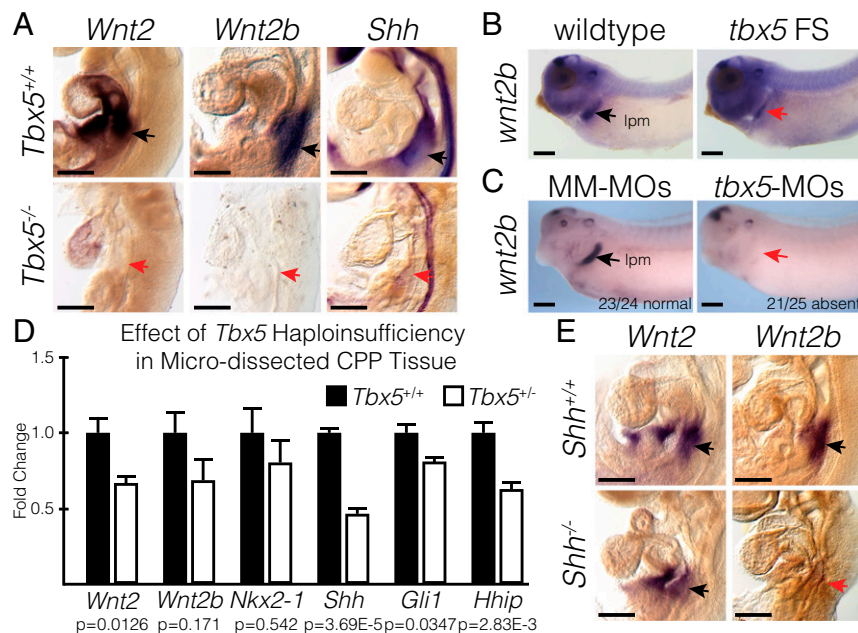 A
Wnt2 Wnt2b Shh
Tbx5+/+
Tbx5-/-
B
wildtype tbx5 FS
wnt2b
lpm
C
MM-MOs tbx5-MOs
wnt2b
lpm
23/24 normal 21/25 absent
D
Effect of Tbx5 Haploinsufficiency
in Micro-dissected CPP Tissue
Tbx5+/+ Tbx5+/-
Fold Change
1.5
1.0
0.5
Wnt2 Wnt2b Nkx2-1 Shh Gli1 Hhip
p=0.0126 p=0.171 p=0.542 p=3.69E-5 p=0.0347 p=2.83E-3
E
Wnt2 Wnt2b
Shh+/+
Shh-/-